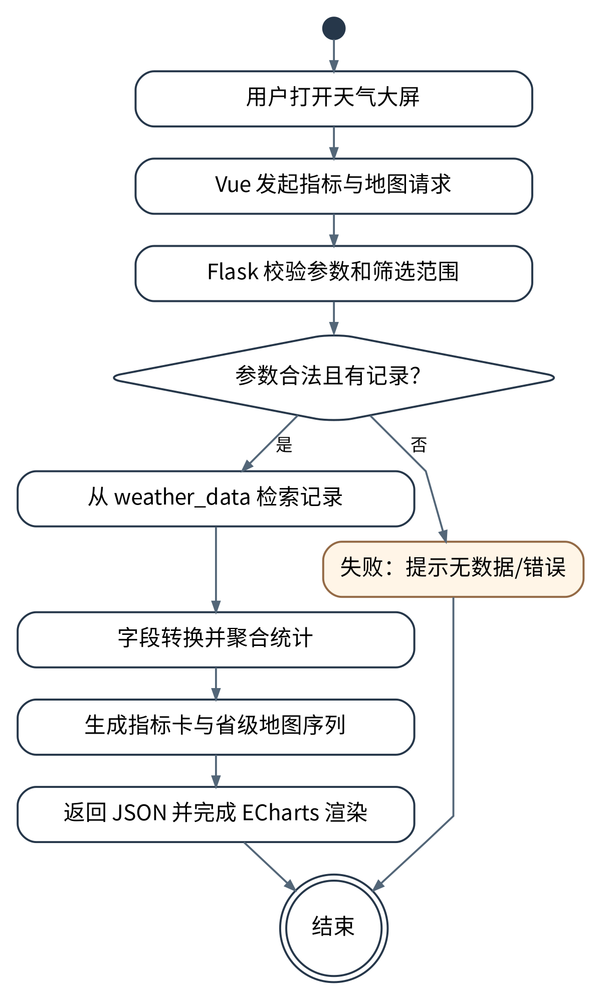 用户打开天气大屏
Vue 发起指标与地图请求
Flask 校验参数和筛选范围
参数合法且有记录？
是
否
从 weather_data 检索记录
失败：提示无数据/错误
字段转换并聚合统计
生成指标卡与省级地图序列
返回 JSON 并完成 ECharts 渲染
结束